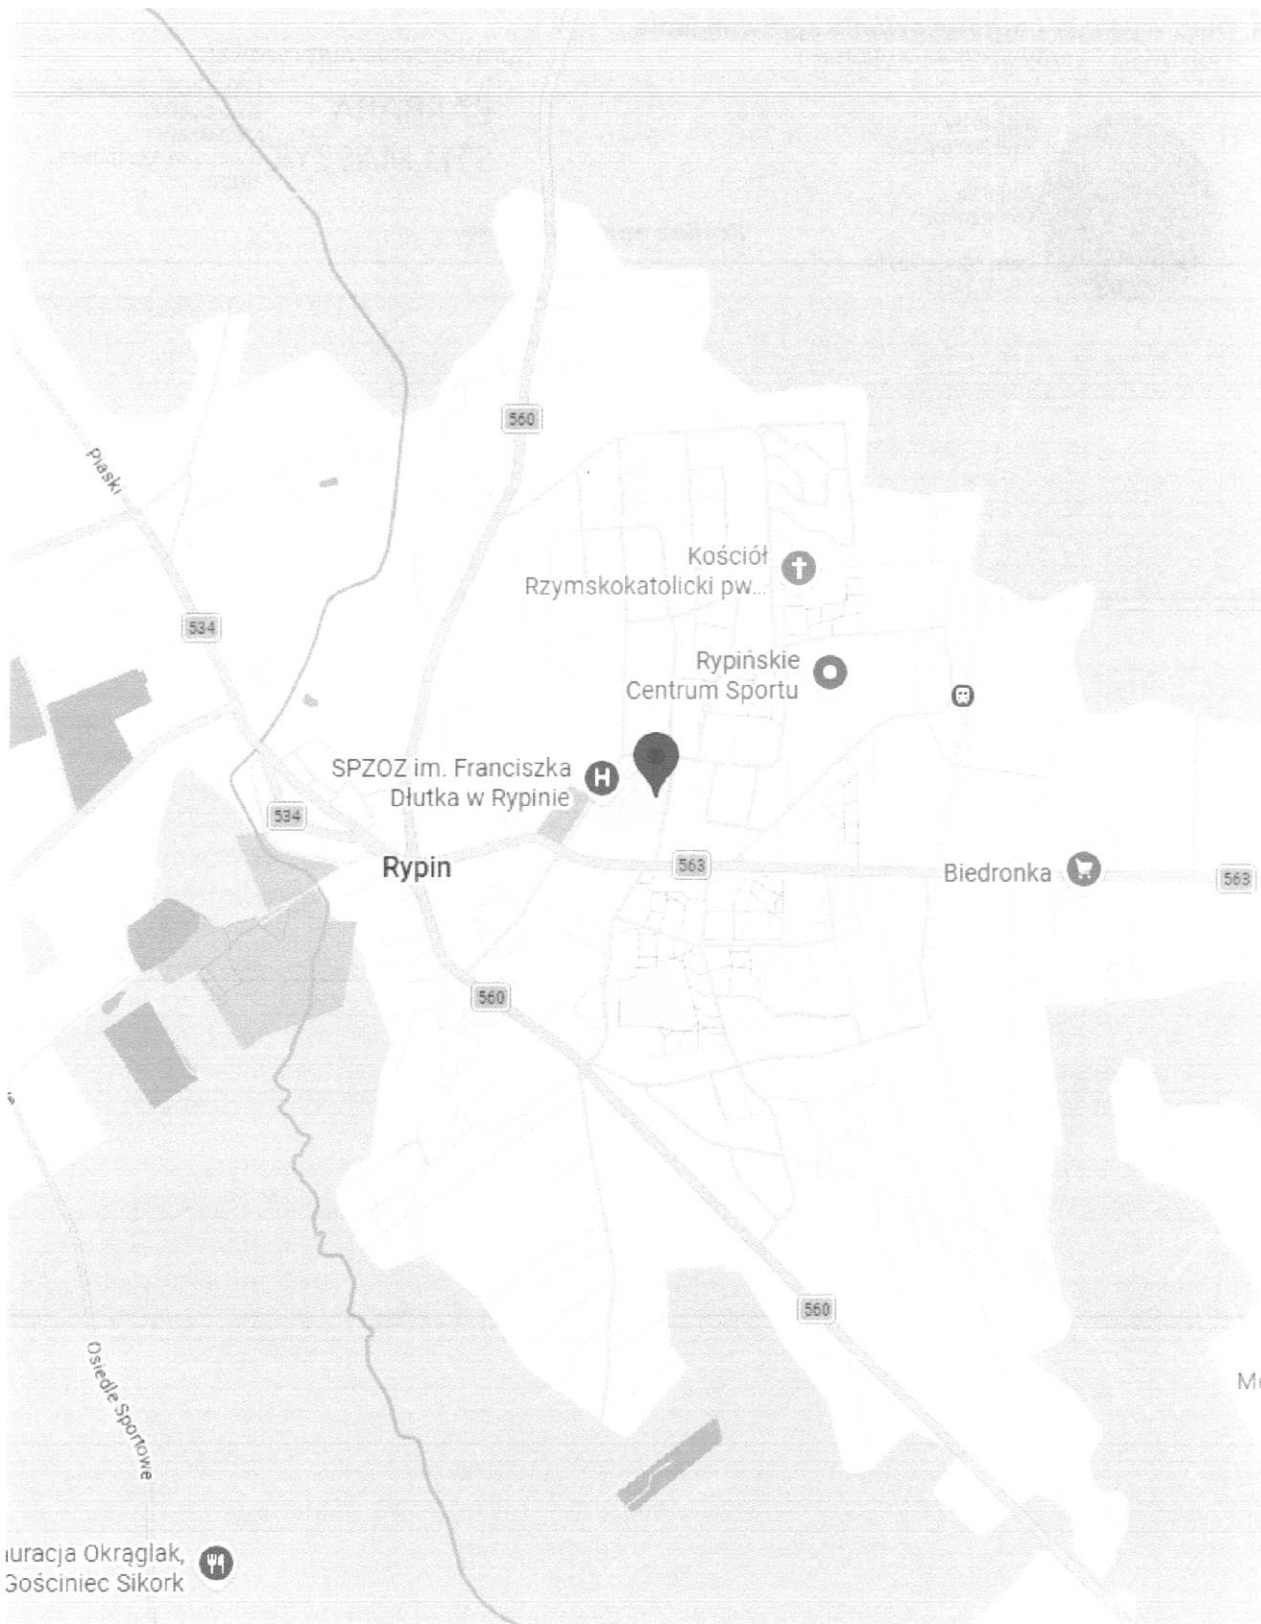 560
Piaski
Kościół
Rzymskokatolicki pw...
534
Rypińskie
Centrum Sportu
SPZOZ im. Franciszka
Dłutka w Rypinie
H
534
Rypin
563
Biedronka
563
560
560
Osiedle Sportowe
uracja Okrąglak,
Gościniec Sikork